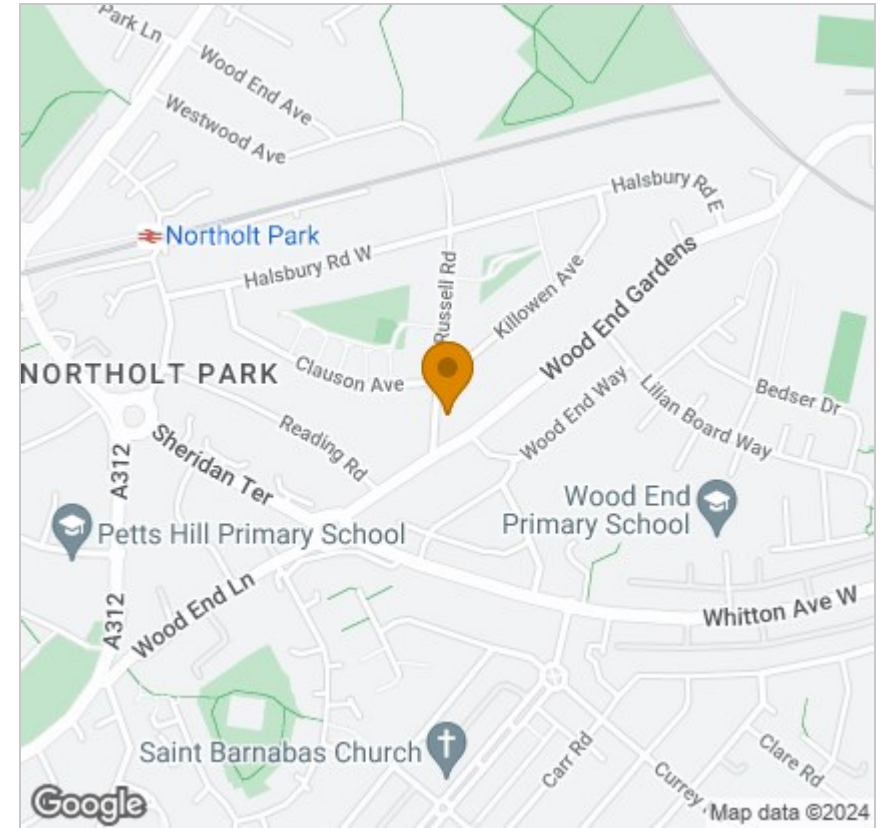 Park Ln
Wood End Ave
Westwood Ave
Halsbury Rd E
Northolt Park
Halsbury Rd W
Russell Rd
Killowen Ave
Wood End Gardens
NORTHOLT PARK
Clauson Ave
Wood End Way
Lilian Board Way
Bedser Dr
Reading Rd
Sheridan Ter
A312
Wood End
Primary School
Petts Hill Primary School
Wood End Ln
A312
Whitton Ave W
Saint Barnabas Church
Carr Rd
Currey
Clare Rd
Google
Map data ©2024